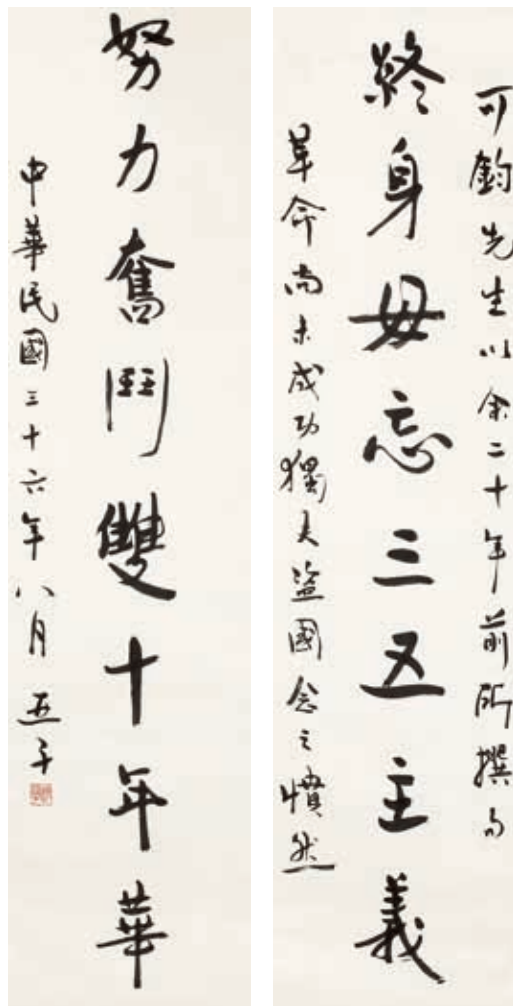 可鈞先生以余二十年前所撰句
終身毋忘三五主義
革命尚未成功獨夫盜國念之憤然
努力奮鬥雙十年華
中華民國三十六年八月 亞子